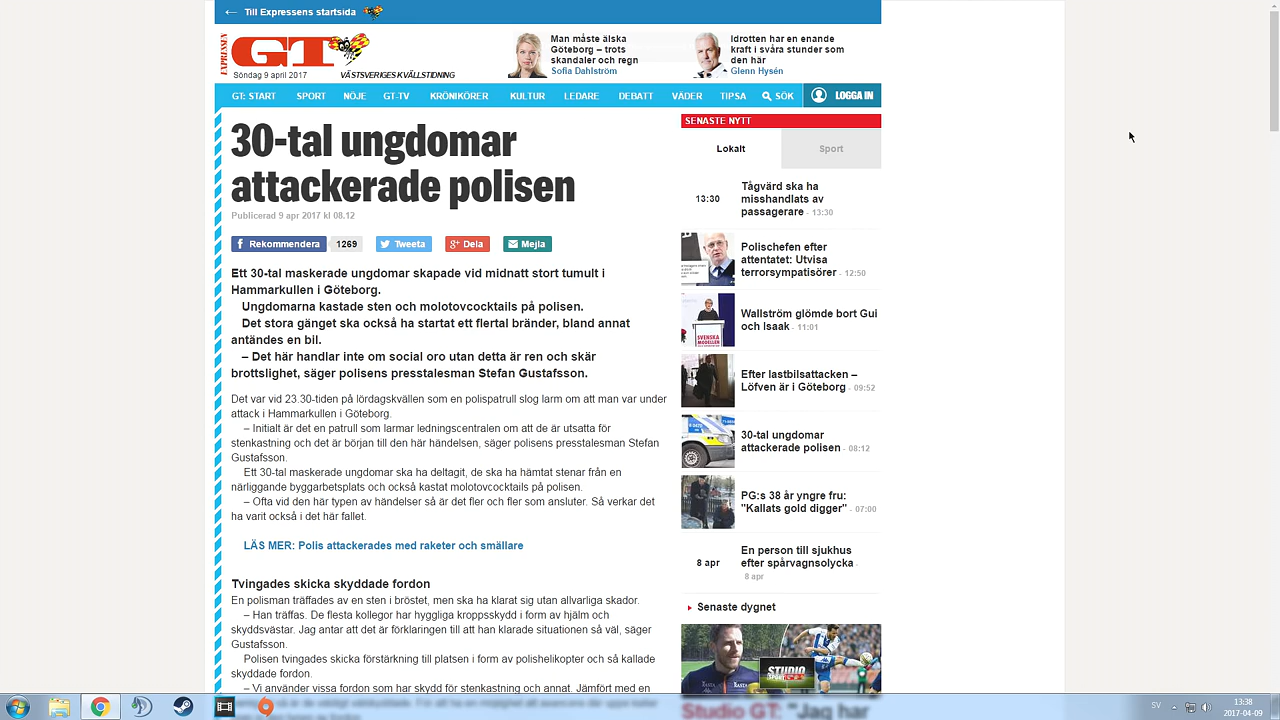 ← Till Expressens startsida
EXPRESSEN
GT
Söndag 9 april 2017
VÄSTSVERIGES KVÄLLSTIDNING
Man måste älska
Göteborg – trots
skandaler och regn
Sofia Dahlström
Idrotten har en enande
kraft i svåra stunder som
den här
Glenn Hysén
GT: START SPORT NÖJE GT-TV KRÖNIKÖRER KULTUR LEDARE DEBATT VÄDER TIPSA SÖK LOGGA IN
30-tal ungdomar
attackerade polisen
Publicerad 9 apr 2017 kl 08.12
Rekommendera 1269 Tweeta Dela Mejla
Ett 30-tal maskerade ungdomar skapade vid midnatt stort tumult i
Hammarkullen i Göteborg.
Ungdomarna kastade sten och molotovcocktails på polisen.
Det stora gänget ska också ha startat ett flertal bränder, bland annat
antändes en bil.
– Det här handlar inte om social oro utan detta är ren och skär
brottslighet, säger polisens presstalesman Stefan Gustafsson.
Det var vid 23.30-tiden på lördagskvällen som en polispatrull slog larm om att man var under
attack i Hammarkullen i Göteborg.
– Initialt är det en patrull som larmar ledningscentralen om att de är utsatta för
stenkastning och det är början till den här händelsen, säger polisens presstalesman Stefan
Gustafsson.
Ett 30-tal maskerade ungdomar ska ha deltagit, de ska ha hämtat stenar från en
närliggande byggarbetsplats och också kastat molotovcocktails på polisen.
– Ofta vid den här typen av händelser så är det fler och fler som ansluter. Så verkar det
ha varit också i det här fallet.
LÄS MER: Polis attackerades med raketer och smällare
Tvingades skicka skyddade fordon
En polisman träffades av en sten i bröstet, men ska ha klarat sig utan allvarliga skador.
– Han träffas. De flesta kollegor har hyggliga kroppsskydd i form av hjälm och
skyddsvästar. Jag antar att det är förklaringen till att han klarade situationen så väl, säger
Gustafsson.
Polisen tvingades skicka förstärkning till platsen i form av polishelikopter och så kallade
skyddade fordon.
– Vi använder vissa fordon som har skydd för stenkastning och annat. Jämfört med en
SENASTE NYTT
Lokalt Sport
13:30
Tågvärd ska ha
misshandlats av
passagerare - 13:30
Polischefen efter
attentatet: Utvisa
terrorsympatisörer - 12:50
SVENSKA
MODELLEN
Wallström glömde bort Gui
och Isaak - 11:01
Efter lastbilsattacken –
Löfven är i Göteborg - 09:52
30-tal ungdomar
attackerade polisen - 08:12
PG:s 38 år yngre fru:
"Kallats gold digger" - 07:00
8 apr
En person till sjukhus
efter spårvagnsolycka -
8 apr
Senaste dygnet
STUDIO
SPORT GT
Studio GT: "Jag har
SV
13:38
2017-04-09